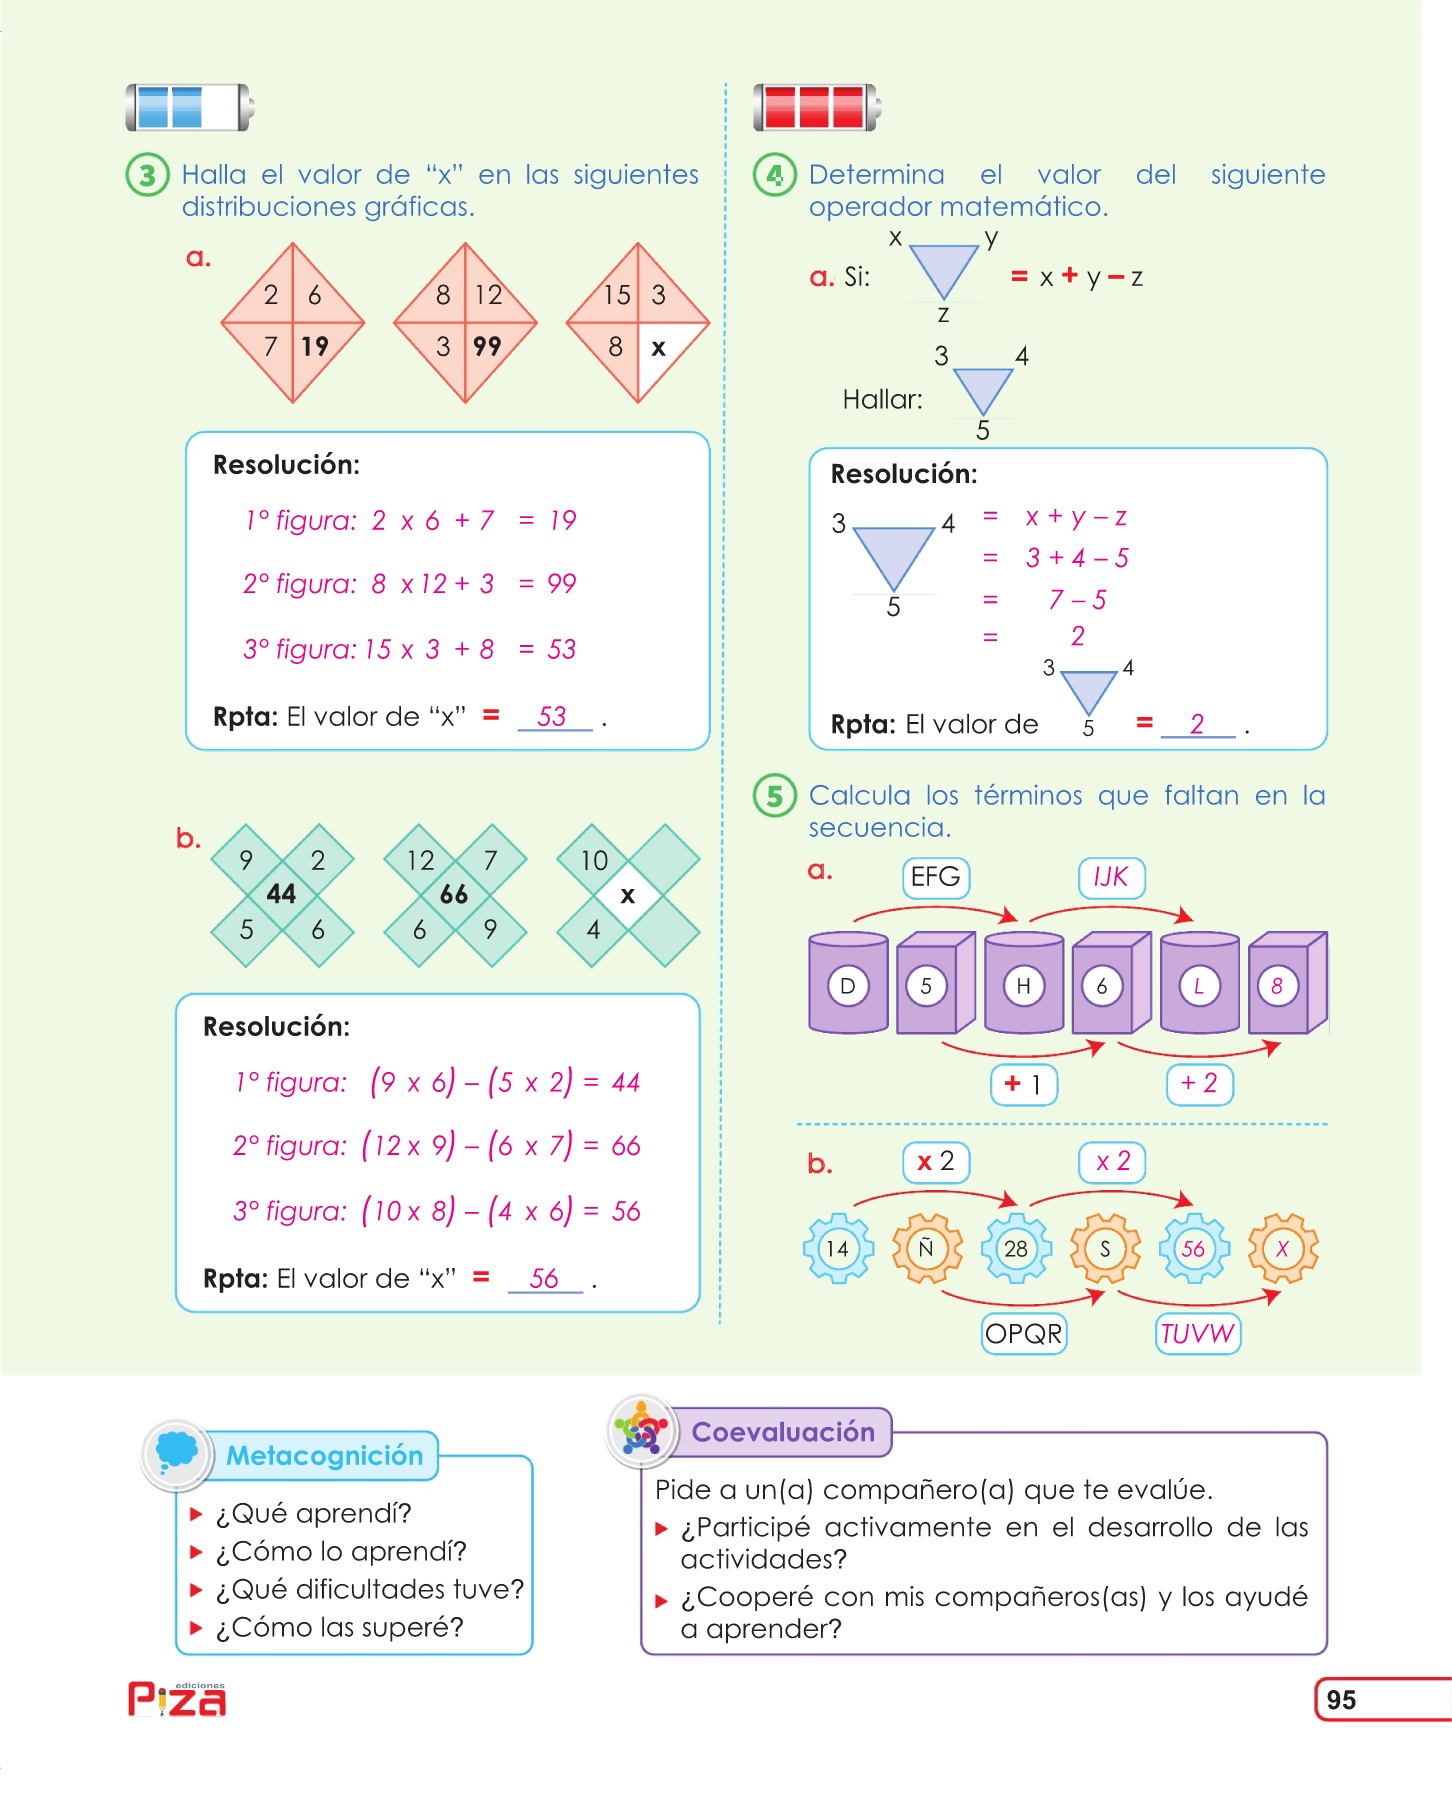 3 Halla el valor de “x” en las siguientes
distribuciones gráficas.
a.
2 6
7 19
8 12
3 99
15 3
8 x
Resolución:
1° figura: 2 x 6 + 7 = 19
2° figura: 8 x 12 + 3 = 99
3° figura: 15 x 3 + 8 = 53
Rpta: El valor de “x” = 53 .
b.
9 2
44
5 6
12 7
66
6 9
10
x
4
Resolución:
1° figura: (9 x 6) – (5 x 2) = 44
2° figura: (12 x 9) – (6 x 7) = 66
3° figura: (10 x 8) – (4 x 6) = 56
Rpta: El valor de “x” = 56 .
4 Determina el valor del siguiente
operador matemático.
x y
a. Si: = x + y – z
z
3 4
Hallar:
5
Resolución:
3 4 = x + y – z
= 3 + 4 – 5
5 = 7 – 5
= 2
3 4
Rpta: El valor de 5 = 2 .
5 Calcula los términos que faltan en la
secuencia.
a. EFG IJK
D 5 H 6 L 8
+ 1 + 2
b. x 2 x 2
14 Ñ 28 S 56 X
OPQR TUVW
Metacognición
¿Qué aprendí?
¿Cómo lo aprendí?
¿Qué dificultades tuve?
¿Cómo las superé?
Coevaluación
Pide a un(a) compañero(a) que te evalúe.
¿Participé activamente en el desarrollo de las
actividades?
¿Cooperé con mis compañeros(as) y los ayudé
a aprender?
ediciones
Piza
95